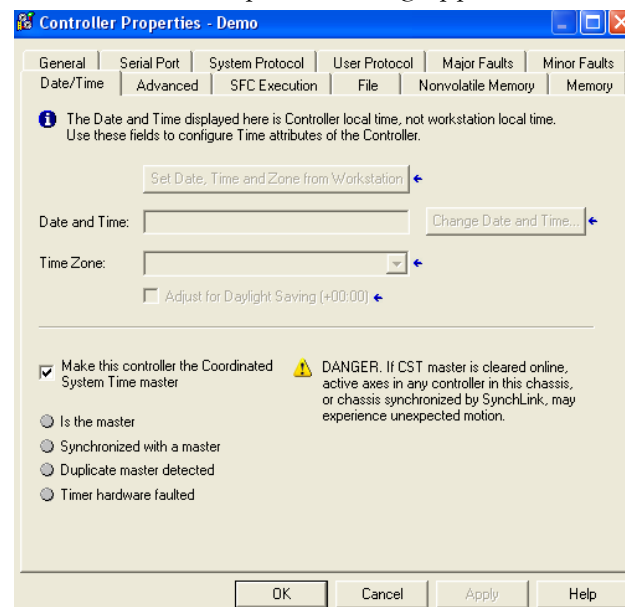 Controller Properties - Demo
General Serial Port System Protocol User Protocol Major Faults Minor Faults
Date/Time Advanced SFC Execution File Nonvolatile Memory Memory
The Date and Time displayed here is Controller local time, not workstation local time.
Use these fields to configure Time attributes of the Controller.
Set Date, Time and Zone from Workstation
Date and Time: Change Date and Time...
Time Zone:
Adjust for Daylight Saving (+00:00)
Make this controller the Coordinated
System Time master
DANGER. If CST master is cleared online,
active axes in any controller in this chassis,
or chassis synchronized by SynchLink, may
experience unexpected motion.
Is the master
Synchronized with a master
Duplicate master detected
Timer hardware faulted
OK Cancel Apply Help